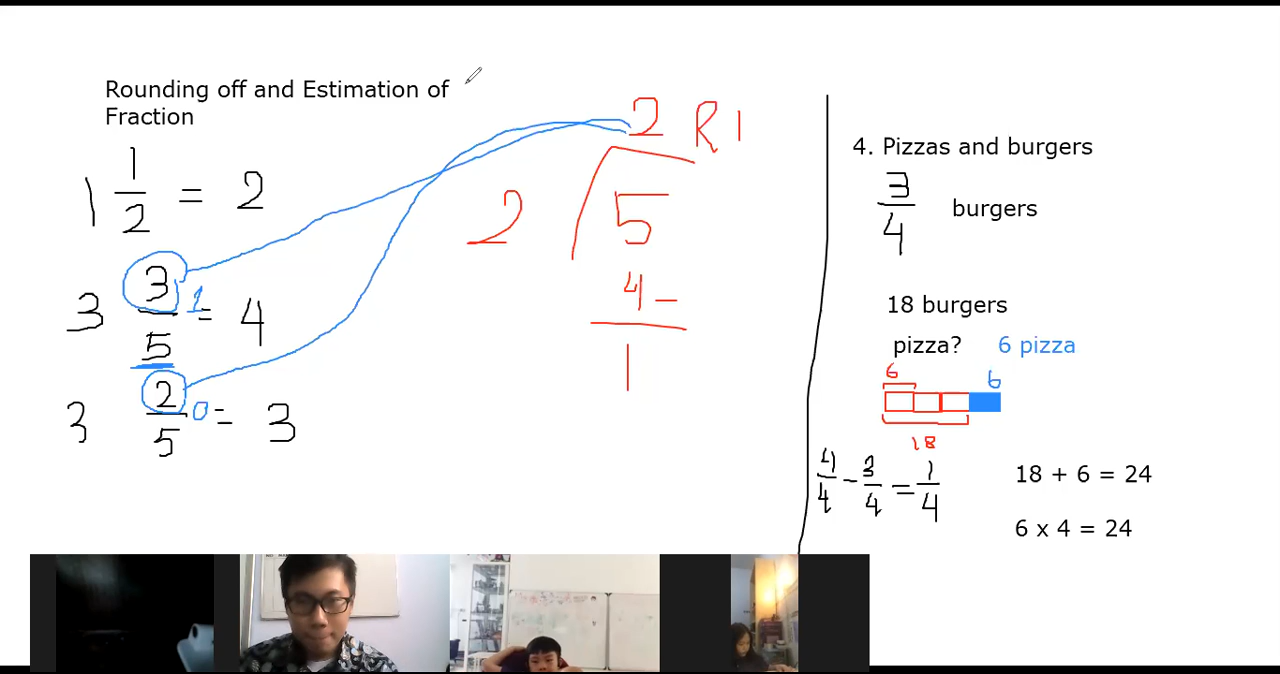 Rounding off and Estimation of
Fraction
1 1/2 = 2
3 3/5 1 = 4
3 2/5 0 = 3
2 R 1
2 5
4 -
1
4. Pizzas and burgers
3/4 burgers
18 burgers
pizza? 6 pizza
6 6
18
4/4 - 3/4 = 1/4
18 + 6 = 24
6 x 4 = 24